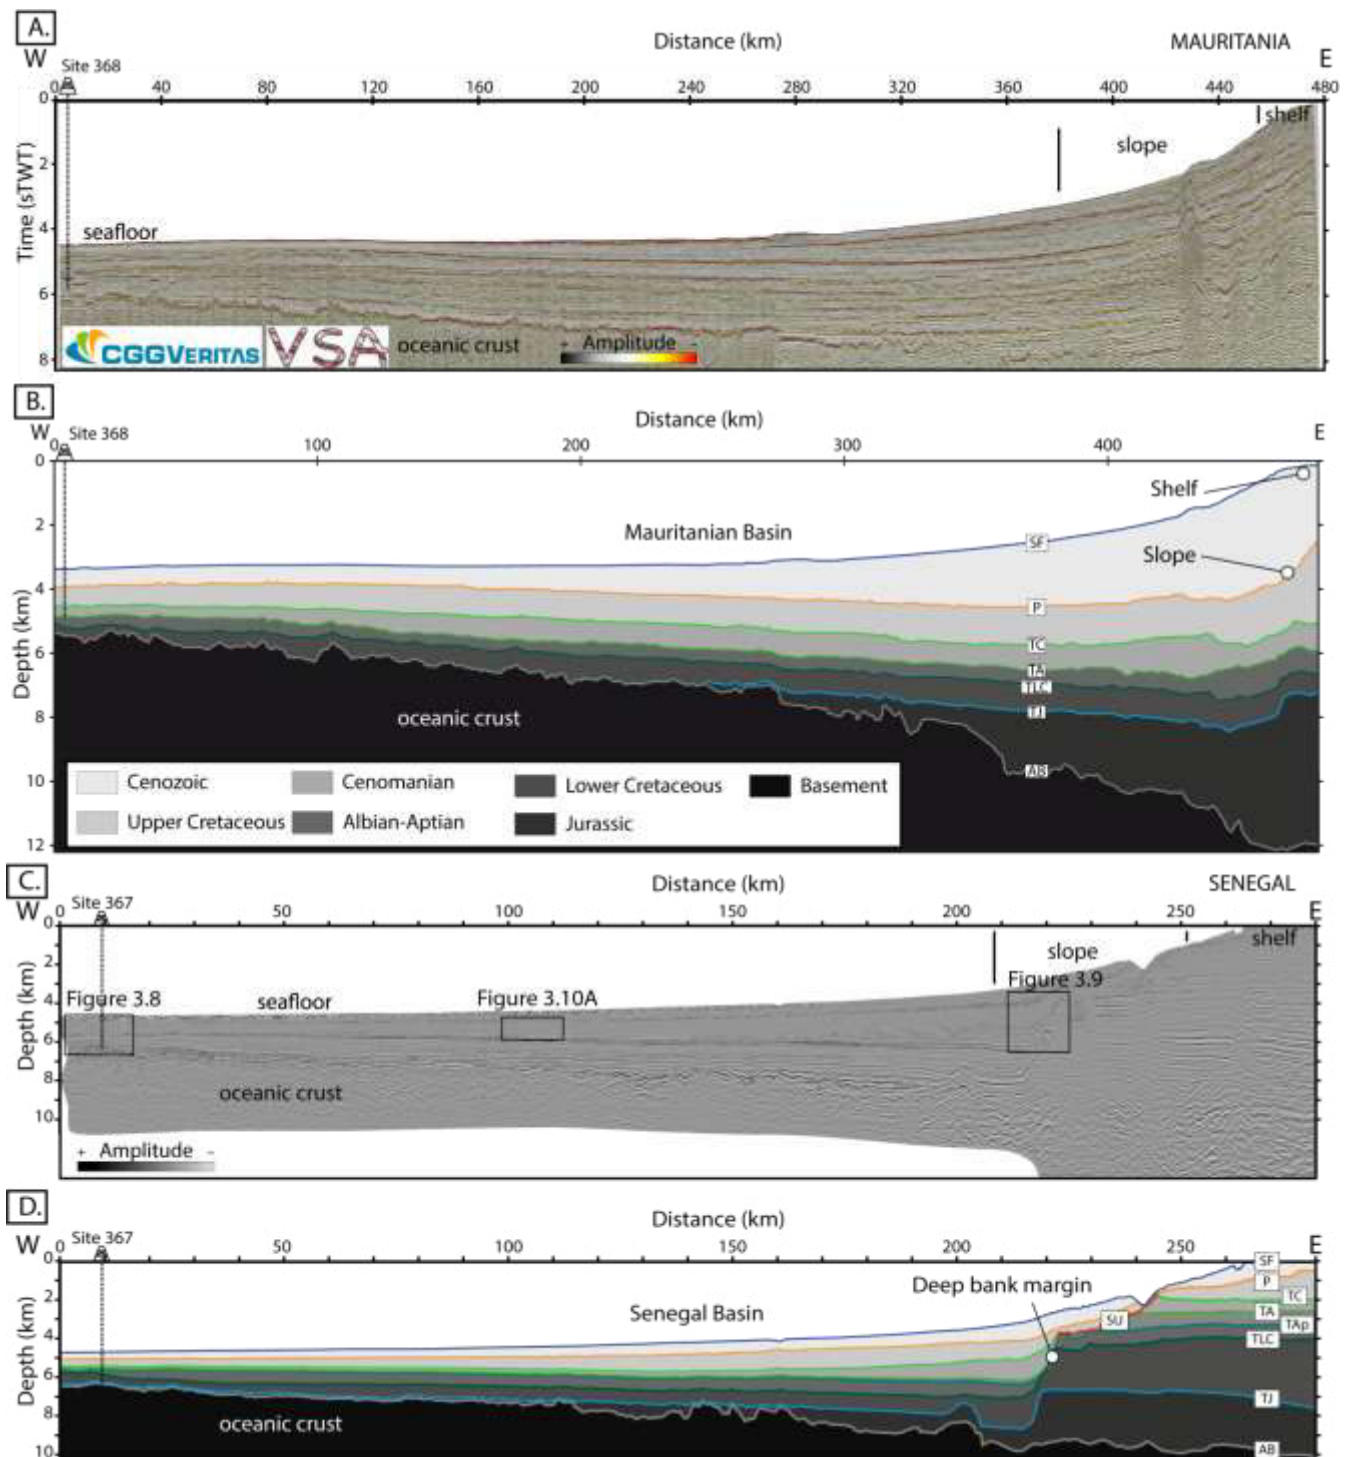 A.
Distance (km)
MAURITANIA
W
E
Site 368
0 40 80 120 160 200 240 280 320 360 400 440 480
0
2
4
6
8
Time (sTWT)
shelf
slope
seafloor
CGGVERITAS
VSA
oceanic crust
+ Amplitude -
B.
Distance (km)
W
E
Site 368
0 100 200 300 400
0
2
4
6
8
10
12
Depth (km)
Shelf
Mauritanian Basin
SF
Slope
P
TC
TA
TLC
TJ
oceanic crust
AB
Cenozoic
Cenomanian
Lower Cretaceous
Basement
Upper Cretaceous
Albian-Aptian
Jurassic
C.
Distance (km)
SENEGAL
W
E
Site 367
0 50 100 150 200 250
0
2
4
6
8
10
Depth (km)
shelf
slope
Figure 3.8
seafloor
Figure 3.10A
Figure 3.9
oceanic crust
+ Amplitude -
D.
Distance (km)
W
E
Site 367
0 50 100 150 200 250
0
2
4
6
8
10
Depth (km)
Deep bank margin
Senegal Basin
SF
P
TC
TA
SU
TAp
TLC
TJ
oceanic crust
AB